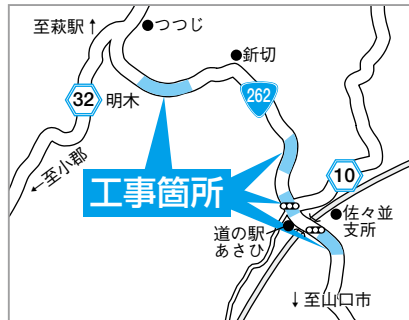 至萩駅↑
つつじ
釿切
32
明木
262
←至小郡
工事箇所
10
佐々並
支所
道の駅
あさひ
↓至山口市